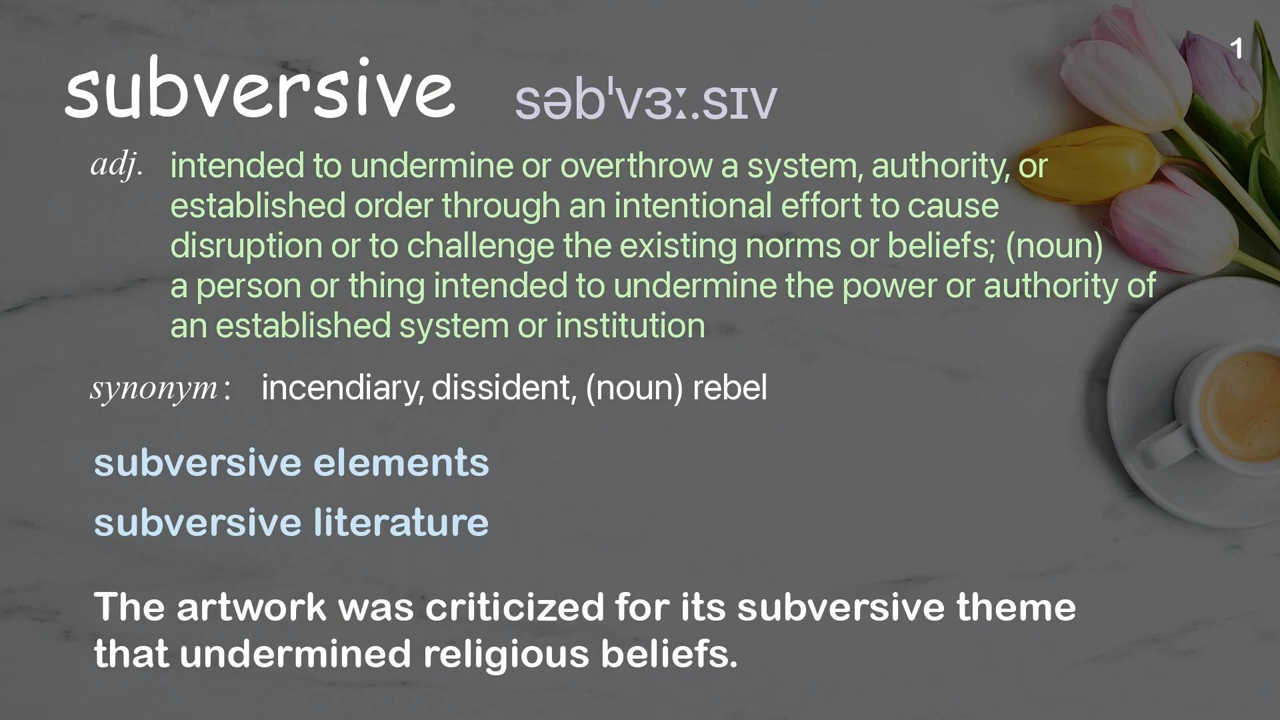 1
subversive səbˈvɜː.sɪv
adj. intended to undermine or overthrow a system, authority, or
established order through an intentional effort to cause
disruption or to challenge the existing norms or beliefs; (noun)
a person or thing intended to undermine the power or authority of
an established system or institution
synonym: incendiary, dissident, (noun) rebel
subversive elements
subversive literature
The artwork was criticized for its subversive theme
that undermined religious beliefs.